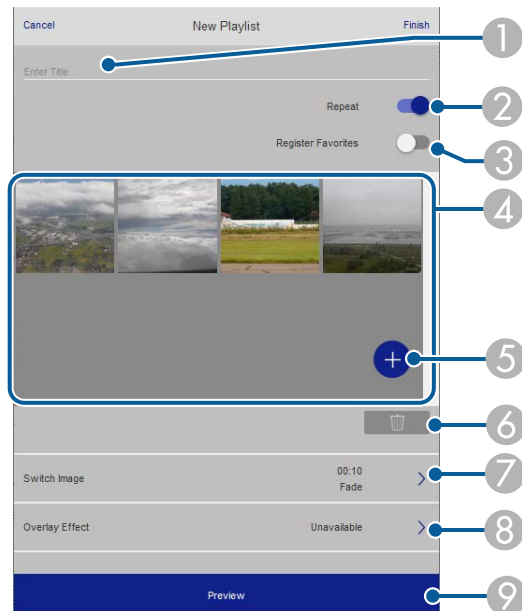 Cancel New Playlist Finish
1
Enter Title
Repeat
2
Register Favorites
3
4
+
5
6
Switch Image 00:10
Fade
7
Overlay Effect Unavailable
8
Preview
9